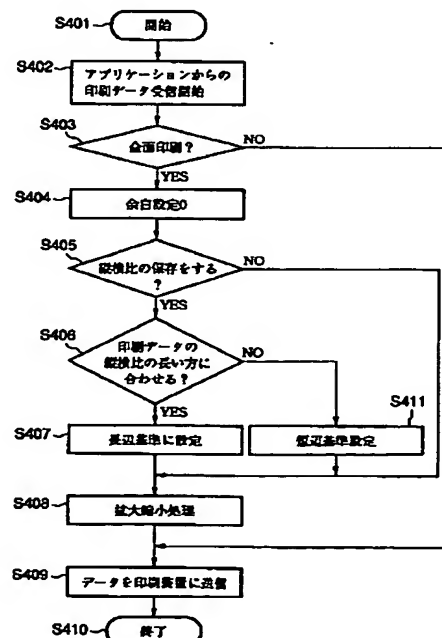 S401
開始
S402
アプリケーションからの
印刷データ受信開始
S403
全面印刷?
NO
YES
S404
余白設定0
S405
縦横比の保存をする
?
NO
YES
S406
印刷データの
縦横比の長い方に
合わせる?
NO
YES
S407
長辺基準に設定
S411
短辺基準設定
S408
拡大縮小処理
S409
データを印刷装置に送信
S410
終了